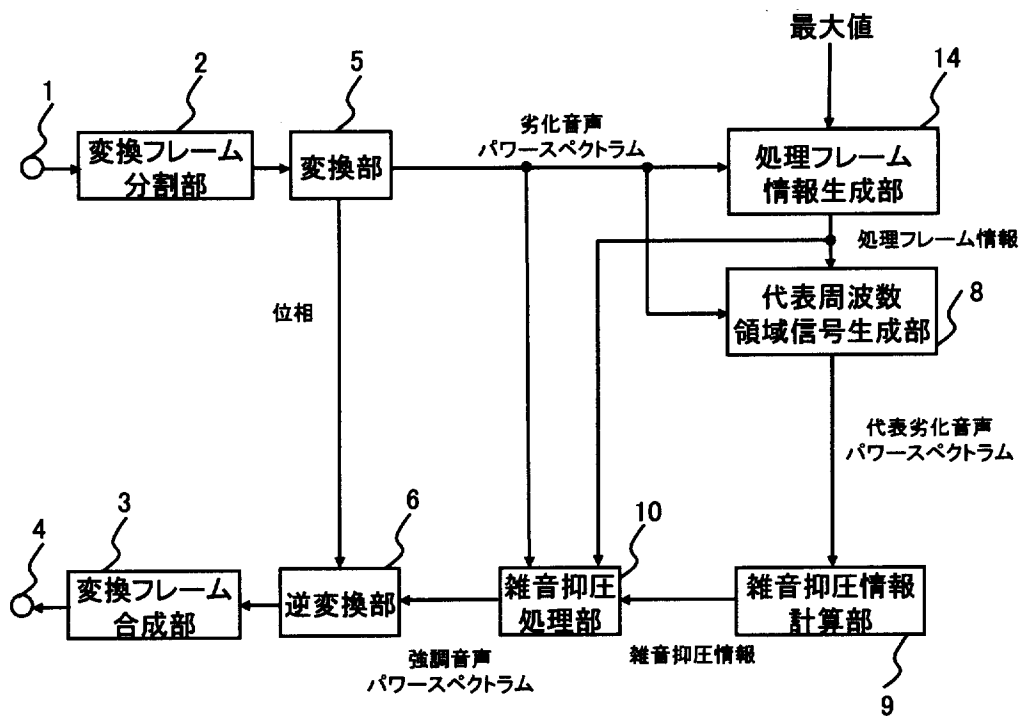 最大値
1
2
5
14
変換フレーム
分割部
変換部
劣化音声
パワースペクトラム
処理フレーム
情報生成部
処理フレーム情報
代表周波数
領域信号生成部
8
位相
代表劣化音声
パワースペクトラム
4
3
6
10
変換フレーム
合成部
逆変換部
雑音抑圧
処理部
雑音抑圧情報
計算部
強調音声
パワースペクトラム
雑音抑圧情報
9